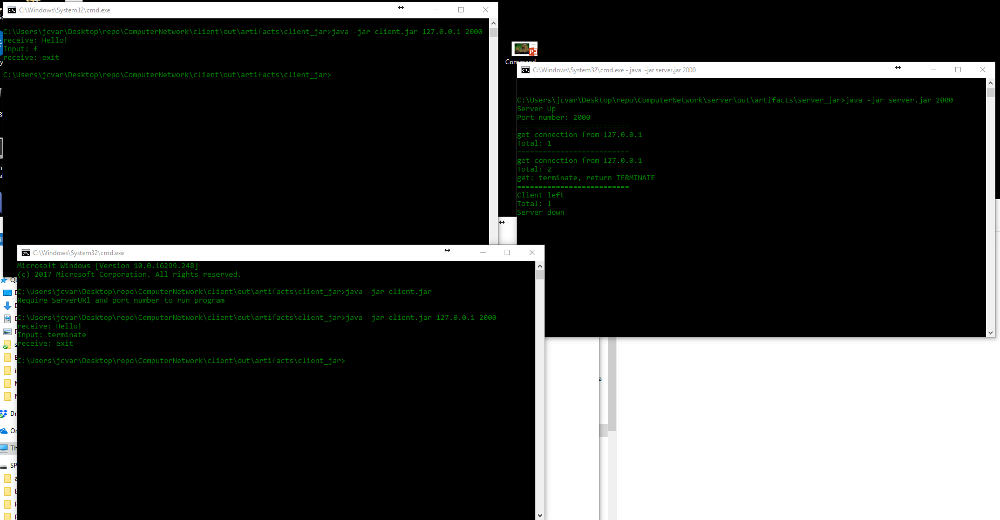 C:\Windows\System32\cmd.exe
C:\Users\jcvar\Desktop\repo\ComputerNetwork\client\out\artifacts\client_jar>java -jar client.jar 127.0.0.1 2000
receive: Hello!
Input: f
receive: exit
C:\Users\jcvar\Desktop\repo\ComputerNetwork\client\out\artifacts\client_jar>
Command
C:\Windows\System32\cmd.exe - java -jar server.jar 2000
C:\Users\jcvar\Desktop\repo\ComputerNetwork\server\out\artifacts\server_jar>java -jar server.jar 2000
Server Up
Port number: 2000
==========================
get connection from 127.0.0.1
Total: 1
==========================
get connection from 127.0.0.1
Total: 2
get: terminate, return TERMINATE
==========================
Client left
Total: 1
Server down
C:\Windows\System32\cmd.exe
Microsoft Windows [Version 10.0.16299.248]
(c) 2017 Microsoft Corporation. All rights reserved.
C:\Users\jcvar\Desktop\repo\ComputerNetwork\client\out\artifacts\client_jar>java -jar client.jar
Require ServerURl and port_number to run program
C:\Users\jcvar\Desktop\repo\ComputerNetwork\client\out\artifacts\client_jar>java -jar client.jar 127.0.0.1 2000
receive: Hello!
Input: terminate
receive: exit
C:\Users\jcvar\Desktop\repo\ComputerNetwork\client\out\artifacts\client_jar>